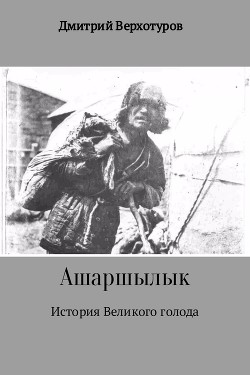 Дмитрий Верхотуров
Ашаршылык
История Великого голода